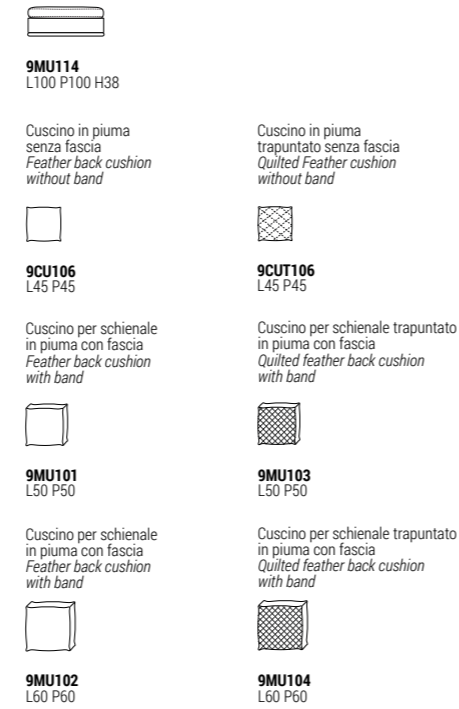 9MU114
L100 P100 H38
Cuscino in piuma
senza fascia
Feather back cushion
without band
9CU106
L45 P45
Cuscino in piuma
trapuntato senza fascia
Quilted Feather cushion
without band
9CUT106
L45 P45
Cuscino per schienale
in piuma con fascia
Feather back cushion
with band
9MU101
L50 P50
Cuscino per schienale trapuntato
in piuma con fascia
Quilted feather back cushion
with band
9MU103
L50 P50
Cuscino per schienale
in piuma con fascia
Feather back cushion
with band
9MU102
L60 P60
Cuscino per schienale trapuntato
in piuma con fascia
Quilted feather back cushion
with band
9MU104
L60 P60